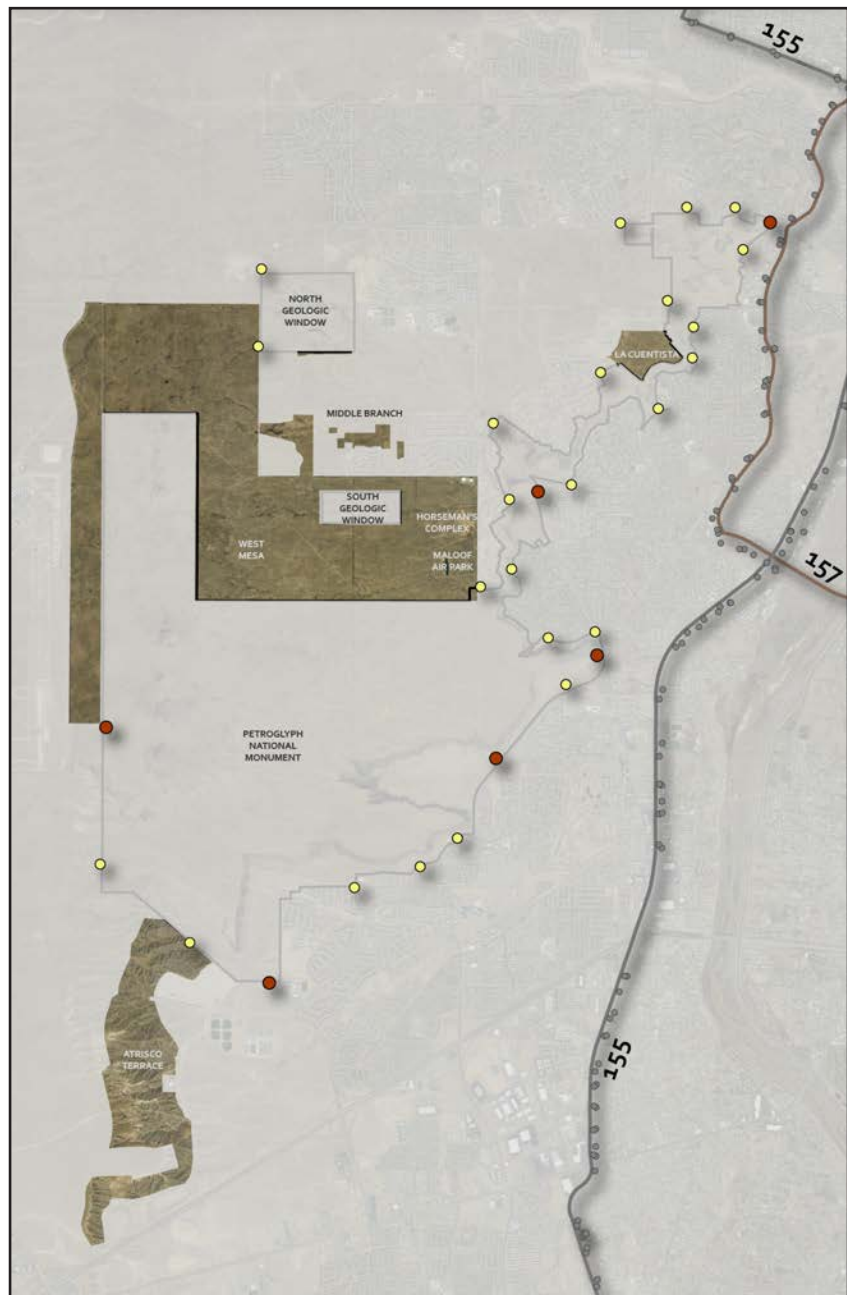 155
NORTH
GEOLOGIC
WINDOW
LA CUENTISTA
MIDDLE BRANCH
SOUTH
GEOLOGIC
WINDOW
HORSEMAN'S
COMPLEX
WEST
MESA
MALOOF
AIR PARK
157
PETROGLYPH
NATIONAL
MONUMENT
ATRISCO
TERRACE
155